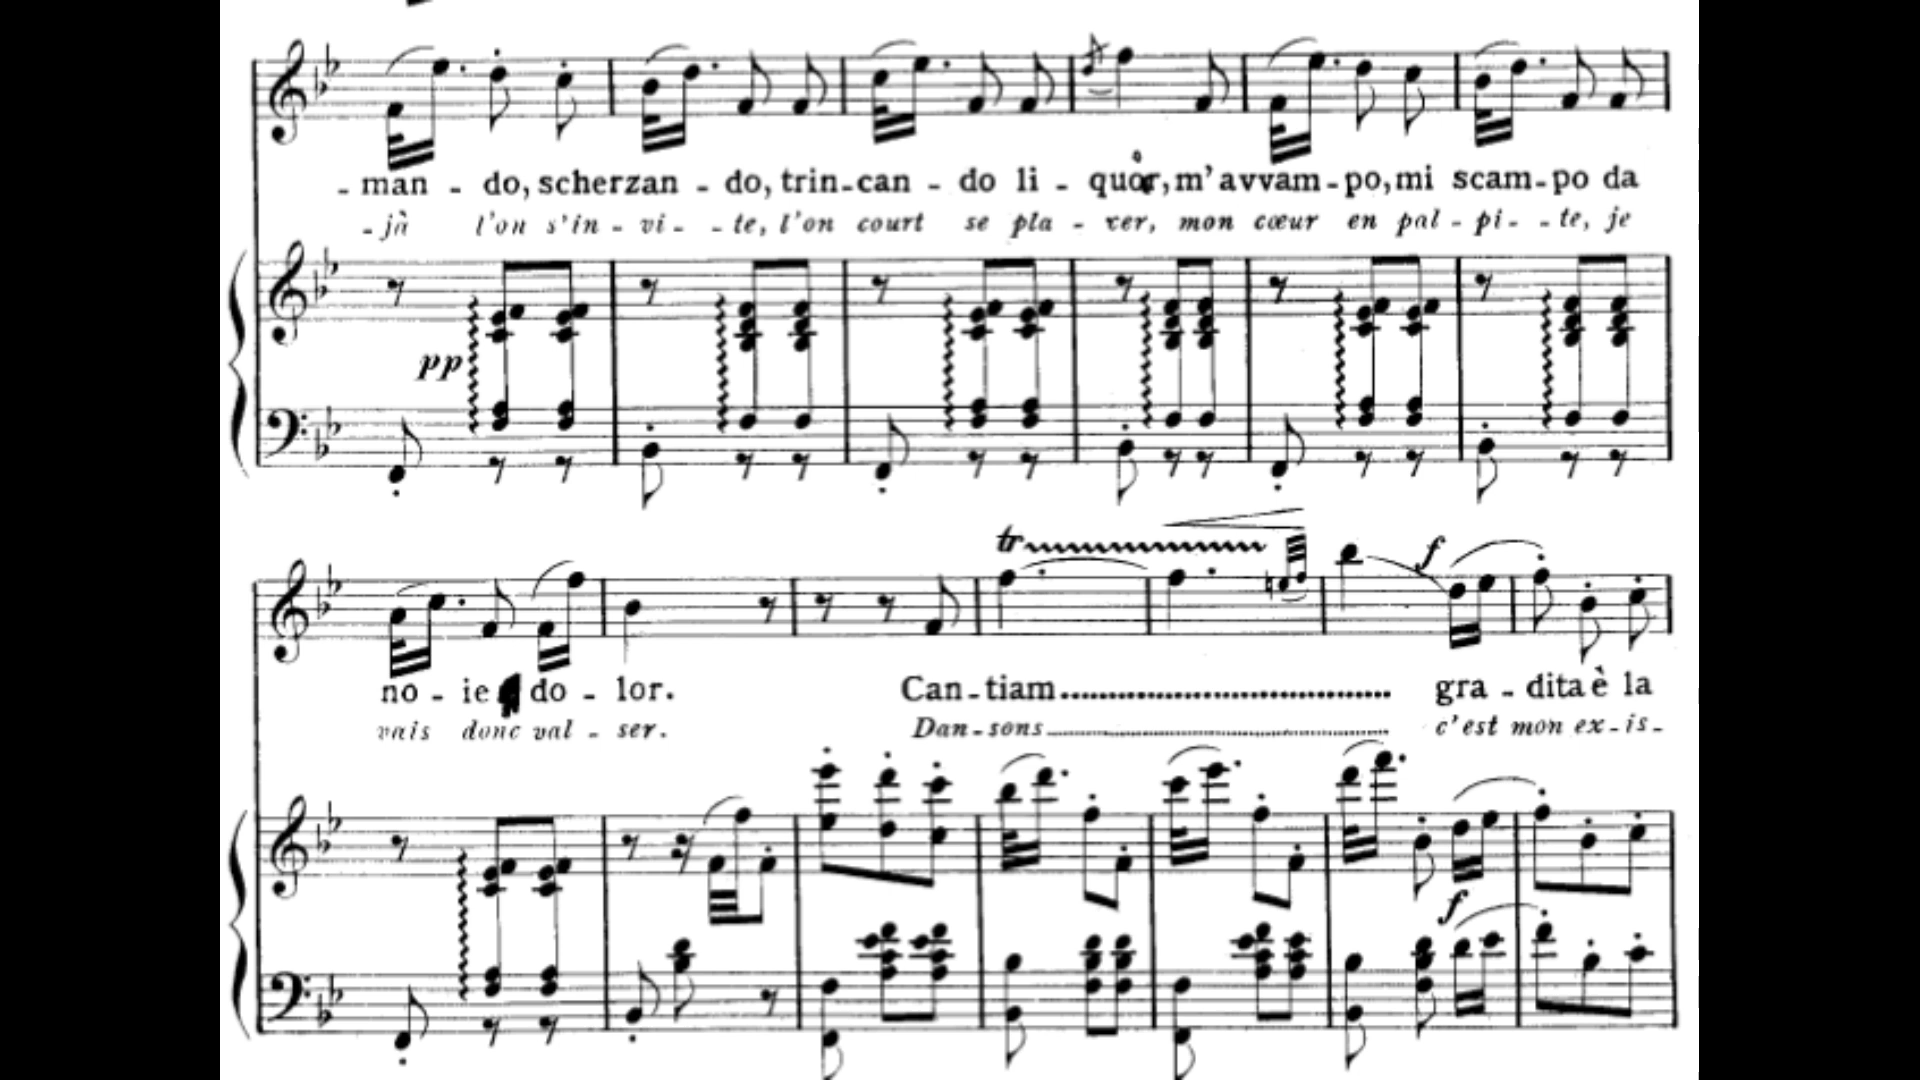 - man - do, scherzan - do, trin - can - do li - quor, m'avvam - po, mi scam - po da
- jà l'on s'in - vi - te, l'on court se pla - cer, mon cœur en pal - pi - te, je
pp
tr
f
no - ie do - lor. Can - tiam................................ gra - dita è la
vais donc val - ser. Dan - sons................................ c'est mon ex - is -
f